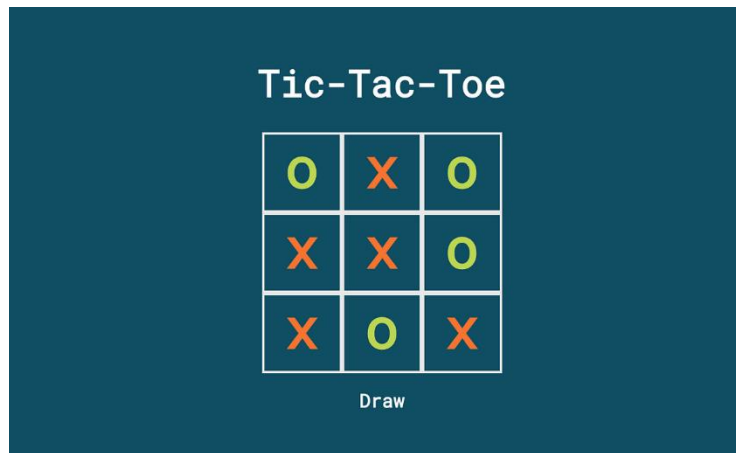 Tic-Tac-Toe
O X O
X X O
X O X
Draw